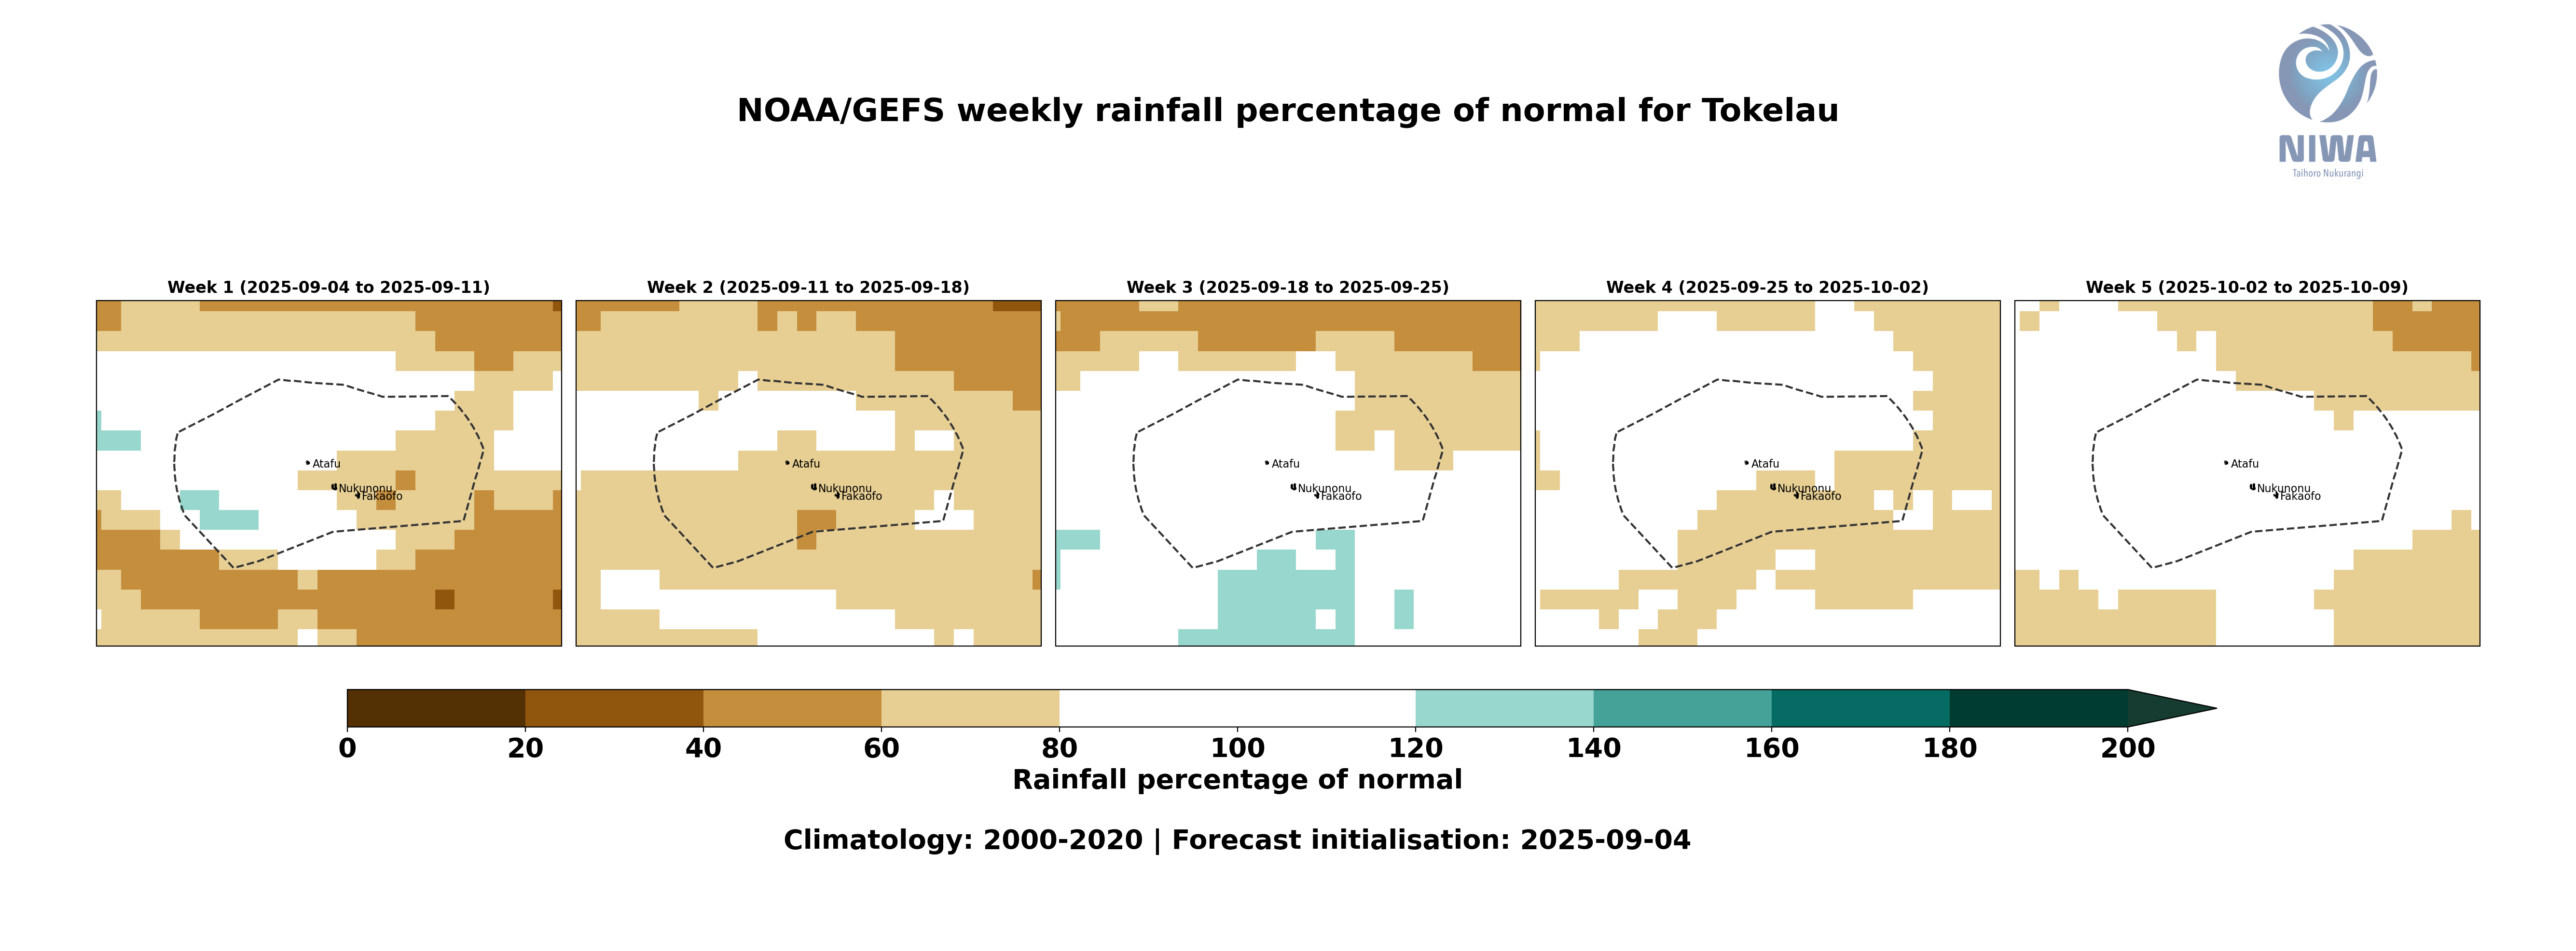 NOAA/GEFS weekly rainfall percentage of normal for Tokelau
NIWA
Taihoro Nukurangi
Week 1 (2025-09-04 to 2025-09-11)
Week 2 (2025-09-11 to 2025-09-18)
Week 3 (2025-09-18 to 2025-09-25)
Week 4 (2025-09-25 to 2025-10-02)
Week 5 (2025-10-02 to 2025-10-09)
Atafu
Nukunonu
Fakaofo
Atafu
Nukunonu
Fakaofo
Atafu
Nukunonu
Fakaofo
Atafu
Nukunonu
Fakaofo
Atafu
Nukunonu
Fakaofo
0 20 40 60 80 100 120 140 160 180 200
Rainfall percentage of normal
Climatology: 2000-2020 | Forecast initialisation: 2025-09-04